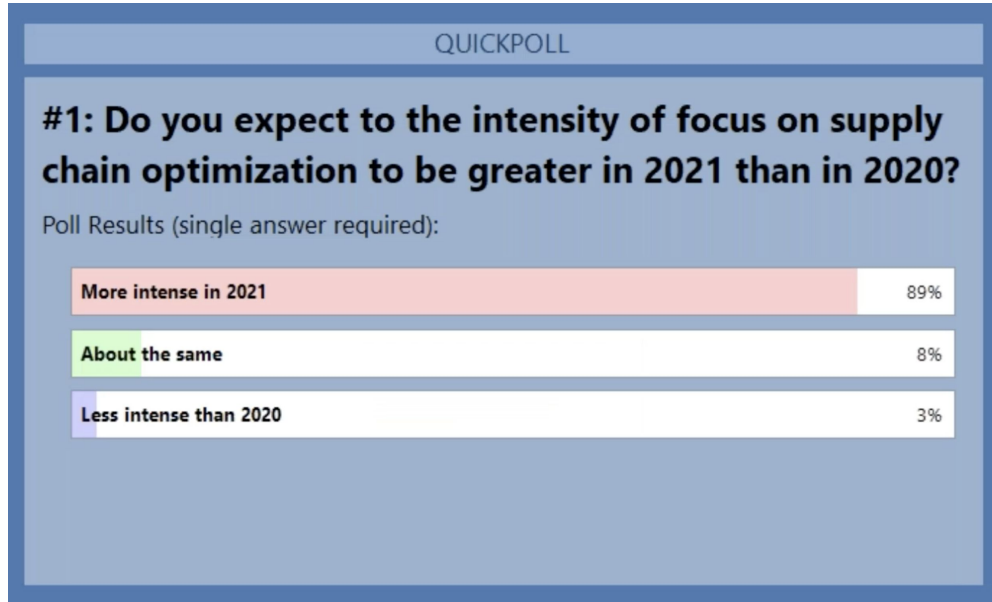 QUICKPOLL
#1: Do you expect to the intensity of focus on supply
chain optimization to be greater in 2021 than in 2020?
Poll Results (single answer required):
More intense in 2021 89%
About the same 8%
Less intense than 2020 3%